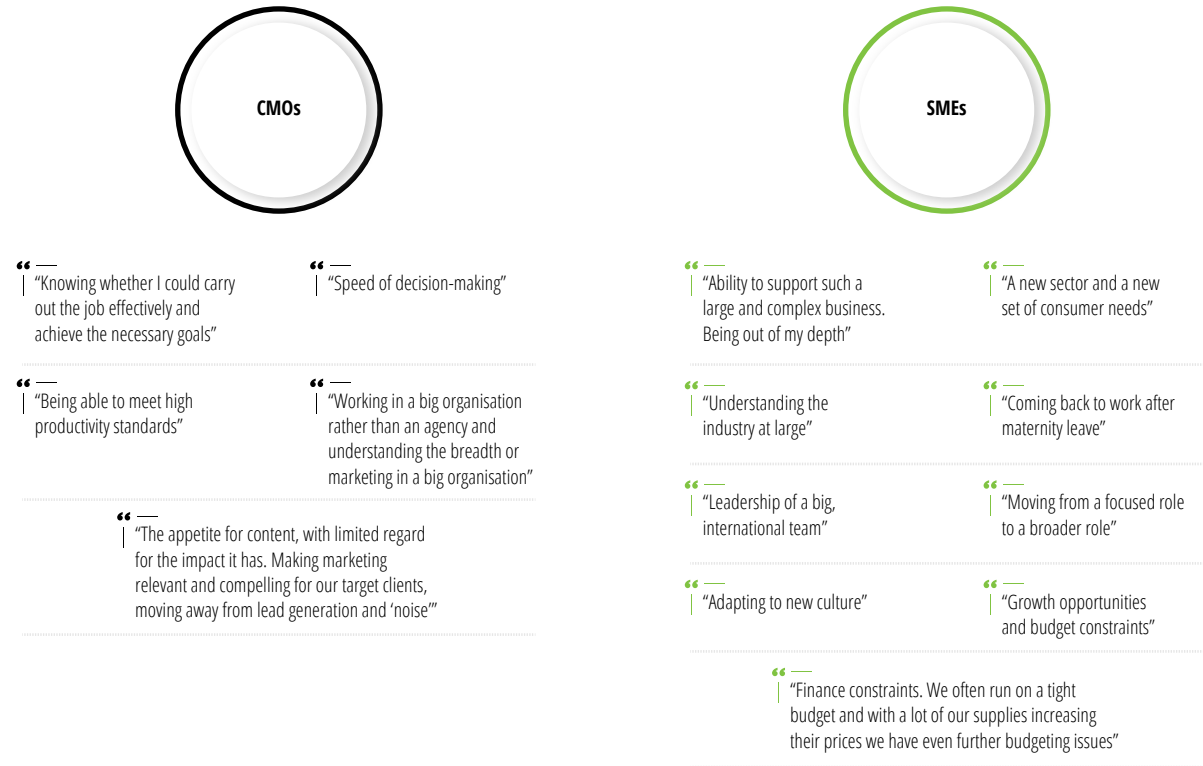 CMOs
“Knowing whether I could carry
out the job effectively and
achieve the necessary goals”
“Speed of decision-making”
“Being able to meet high
productivity standards”
“Working in a big organisation
rather than an agency and
understanding the breadth or
marketing in a big organisation”
“The appetite for content, with limited regard
for the impact it has. Making marketing
relevant and compelling for our target clients,
moving away from lead generation and ‘noise’”
SMEs
“Ability to support such a
large and complex business.
Being out of my depth”
“A new sector and a new
set of consumer needs”
“Understanding the
industry at large”
“Coming back to work after
maternity leave”
“Leadership of a big,
international team”
“Moving from a focused role
to a broader role”
“Adapting to new culture”
“Growth opportunities
and budget constraints”
“Finance constraints. We often run on a tight
budget and with a lot of our supplies increasing
their prices we have even further budgeting issues”